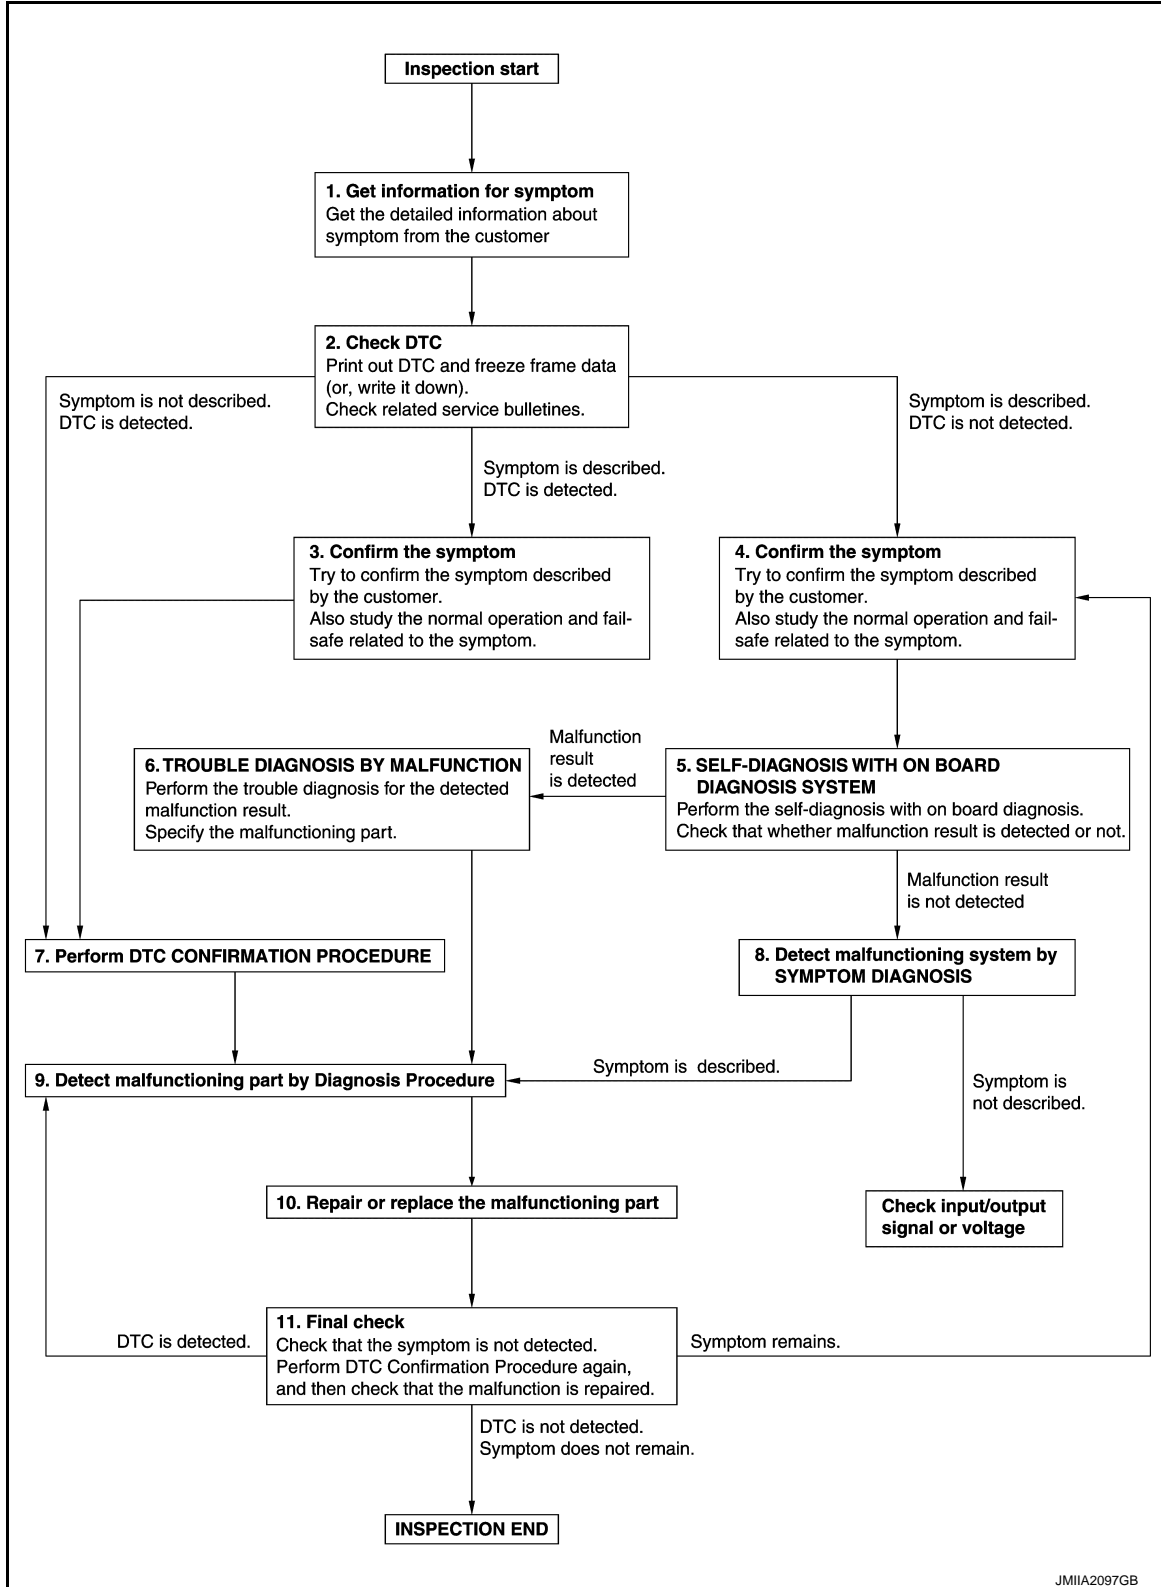 Inspection start
1. Get information for symptom
Get the detailed information about
symptom from the customer
2. Check DTC
Print out DTC and freeze frame data
(or, write it down).
Check related service bulletines.
Symptom is not described.
DTC is detected.
Symptom is described.
DTC is not detected.
Symptom is described.
DTC is detected.
3. Confirm the symptom
Try to confirm the symptom described
by the customer.
Also study the normal operation and fail-
safe related to the symptom.
4. Confirm the symptom
Try to confirm the symptom described
by the customer.
Also study the normal operation and fail-
safe related to the symptom.
Malfunction
result
is detected
6. TROUBLE DIAGNOSIS BY MALFUNCTION
Perform the trouble diagnosis for the detected
malfunction result.
Specify the malfunctioning part.
5. SELF-DIAGNOSIS WITH ON BOARD
DIAGNOSIS SYSTEM
Perform the self-diagnosis with on board diagnosis.
Check that whether malfunction result is detected or not.
Malfunction result
is not detected
7. Perform DTC CONFIRMATION PROCEDURE
8. Detect malfunctioning system by
SYMPTOM DIAGNOSIS
9. Detect malfunctioning part by Diagnosis Procedure
Symptom is described.
Symptom is
not described.
10. Repair or replace the malfunctioning part
Check input/output
signal or voltage
DTC is detected.
11. Final check
Check that the symptom is not detected.
Perform DTC Confirmation Procedure again,
and then check that the malfunction is repaired.
Symptom remains.
DTC is not detected.
Symptom does not remain.
INSPECTION END
JMIIA2097GB